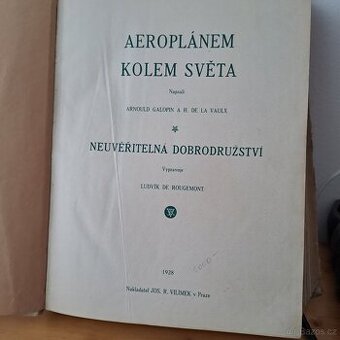 AEROPLÁNEM
KOLEM SVĚTA
Napsali
ARNOULD GALOPIN A H. DE LA VAULX
NEUVĚŘITELNÁ DOBRODRUŽSTVÍ
Vypravuje
LUDVÍK DE ROUGEMONT
1928
Nakladatel JOS. R. VILÍMEK v Praze